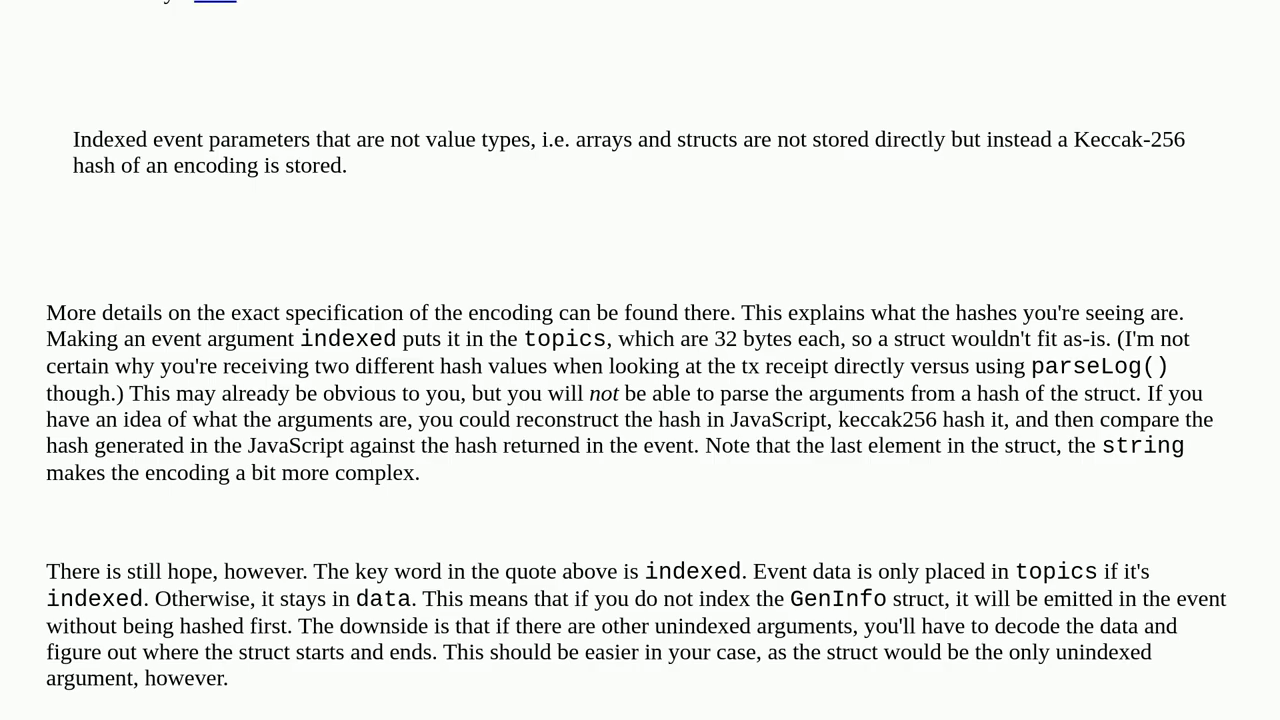 Indexed event parameters that are not value types, i.e. arrays and structs are not stored directly but instead a Keccak-256
hash of an encoding is stored.
More details on the exact specification of the encoding can be found there. This explains what the hashes you're seeing are.
Making an event argument indexed puts it in the topics, which are 32 bytes each, so a struct wouldn't fit as-is. (I'm not
certain why you're receiving two different hash values when looking at the tx receipt directly versus using parseLog()
though.) This may already be obvious to you, but you will not be able to parse the arguments from a hash of the struct. If you
have an idea of what the arguments are, you could reconstruct the hash in JavaScript, keccak256 hash it, and then compare the
hash generated in the JavaScript against the hash returned in the event. Note that the last element in the struct, the string
makes the encoding a bit more complex.
There is still hope, however. The key word in the quote above is indexed. Event data is only placed in topics if it's
indexed. Otherwise, it stays in data. This means that if you do not index the GenInfo struct, it will be emitted in the event
without being hashed first. The downside is that if there are other unindexed arguments, you'll have to decode the data and
figure out where the struct starts and ends. This should be easier in your case, as the struct would be the only unindexed
argument, however.